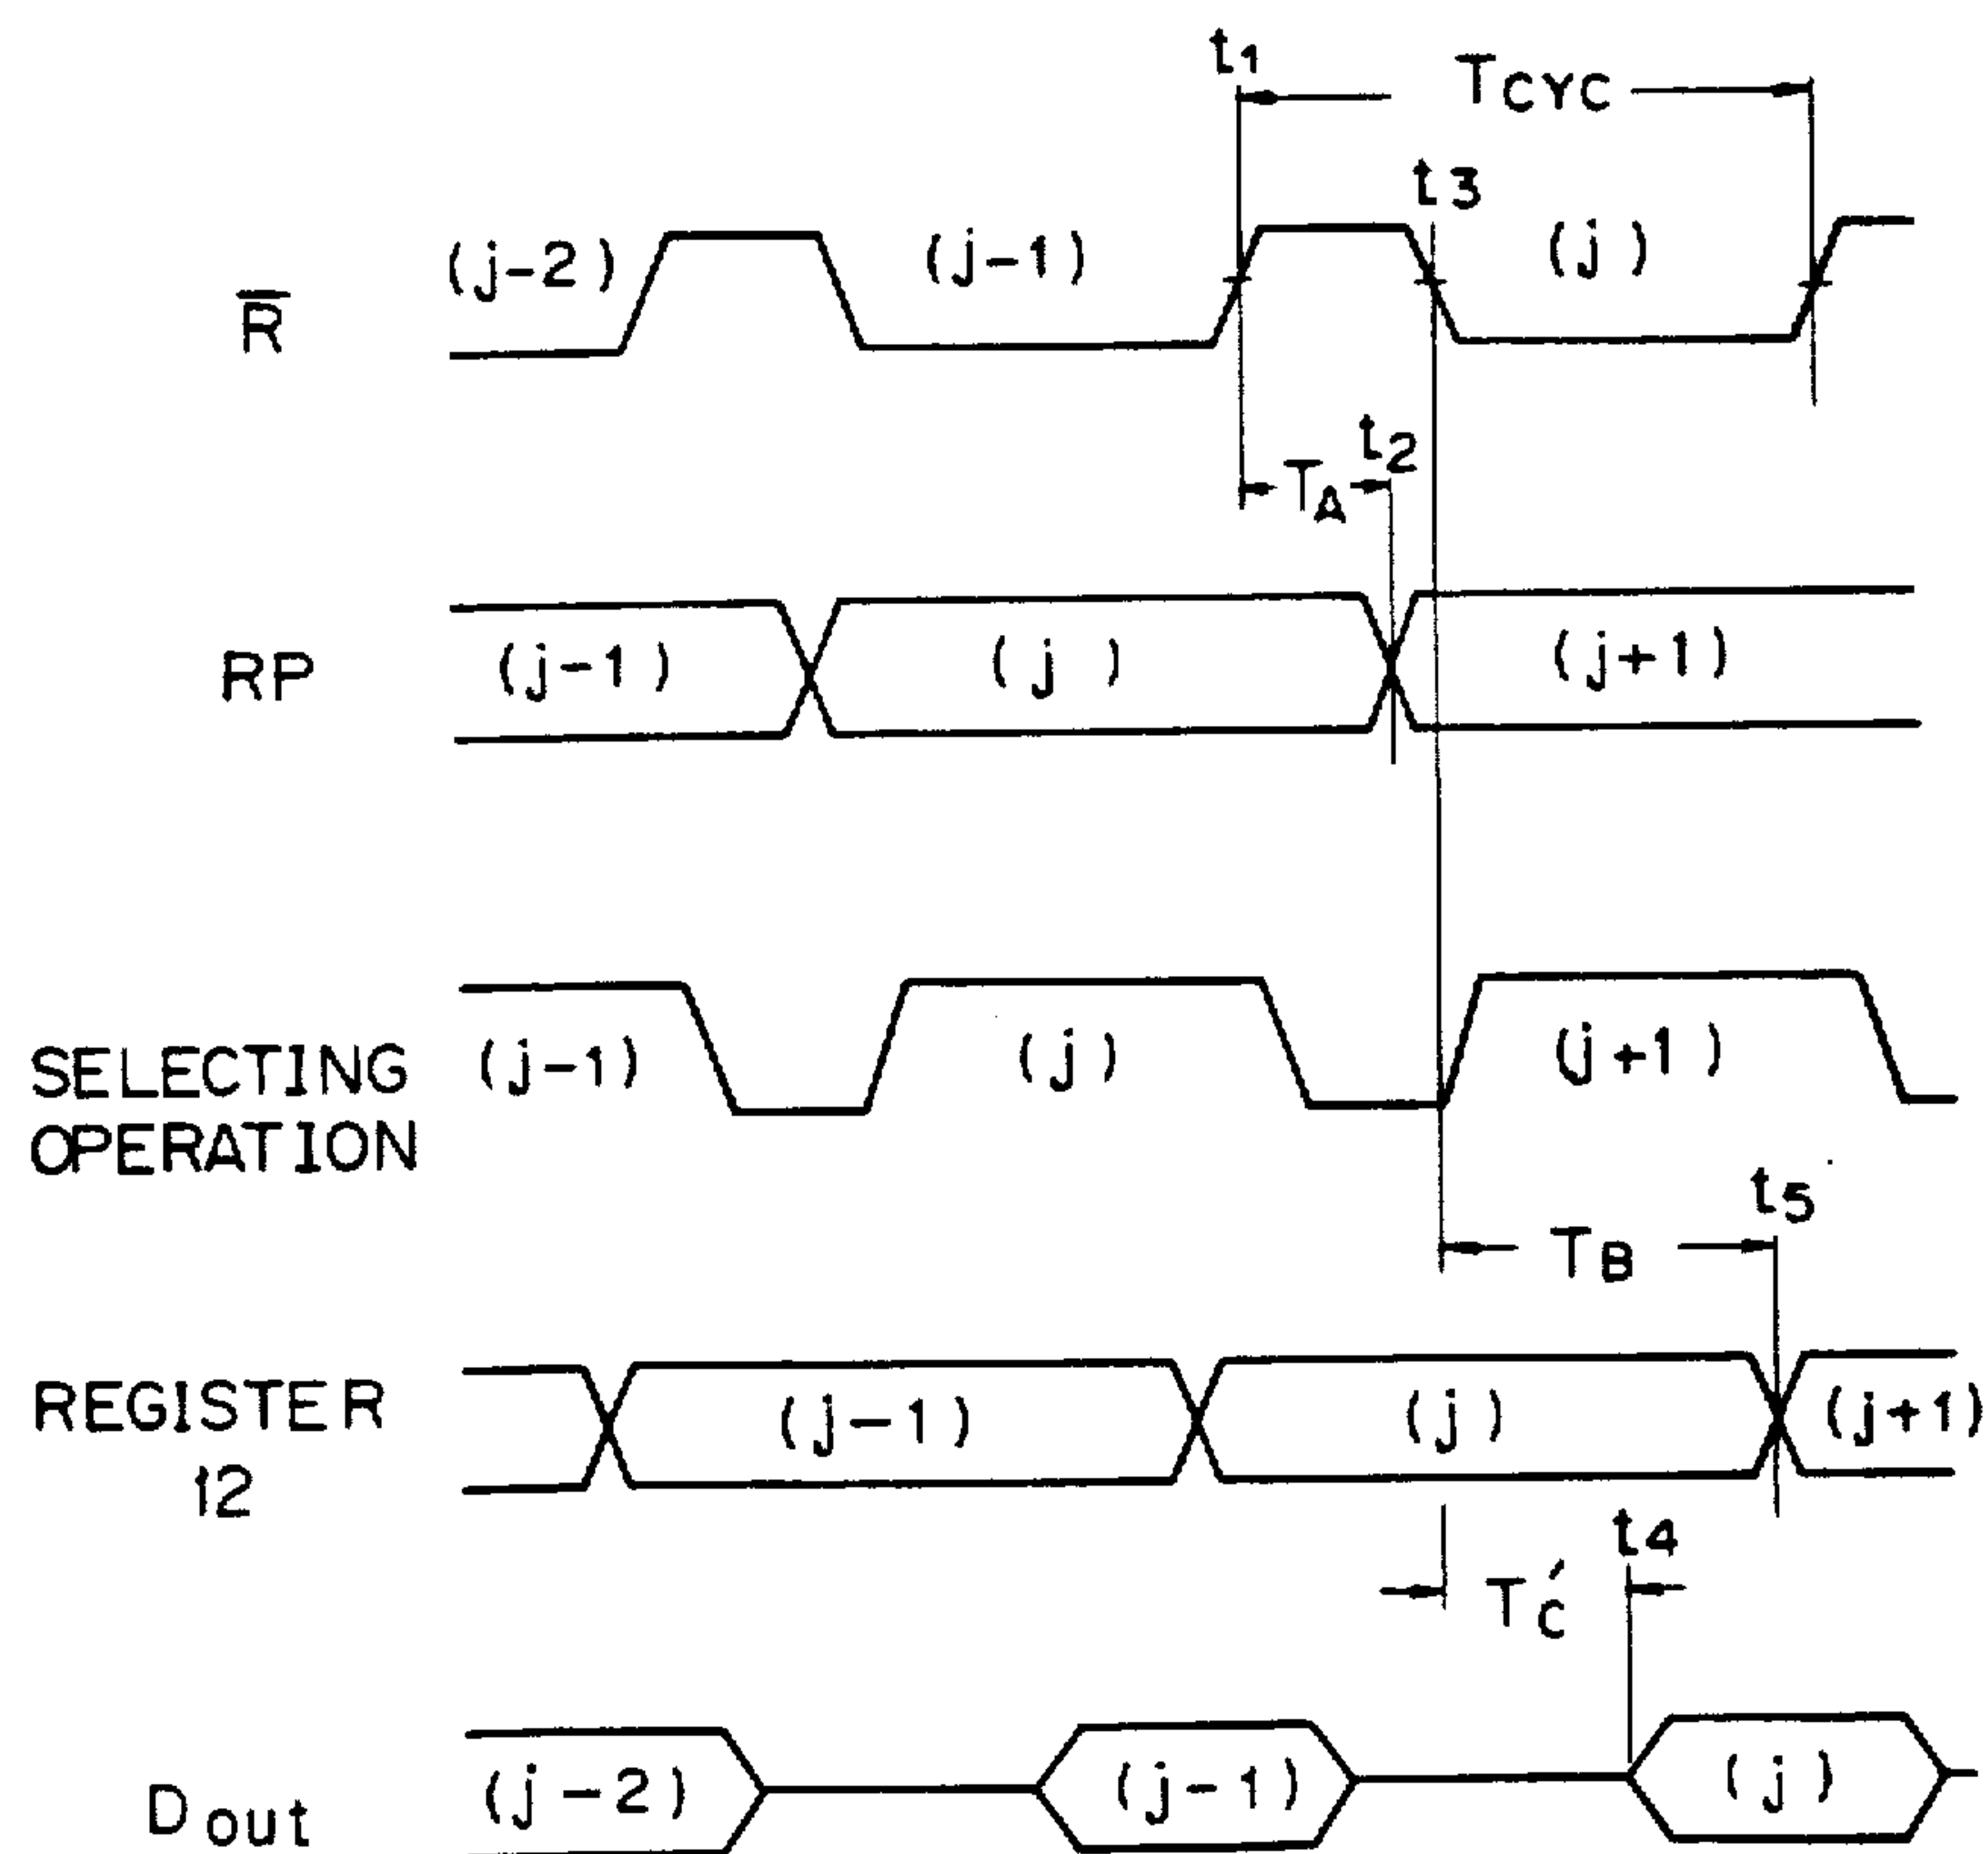 t1
TCYC
t3
R̅ (j-2) (j-1) (j)
TA t2
RP (j-1) (j) (j+1)
SELECTING
OPERATION
(j-1) (j) (j+1)
TB t5
REGISTER
12
(j-1) (j) (j+1)
TC' t4
Dout (j-2) (j-1) (j)